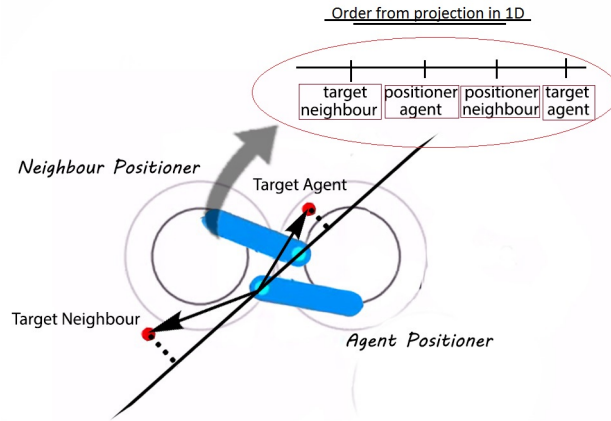 Order from projection in 1D
target neighbour
positioner agent
positioner neighbour
target agent
Neighbour Positioner
Target Agent
Target Neighbour
Agent Positioner